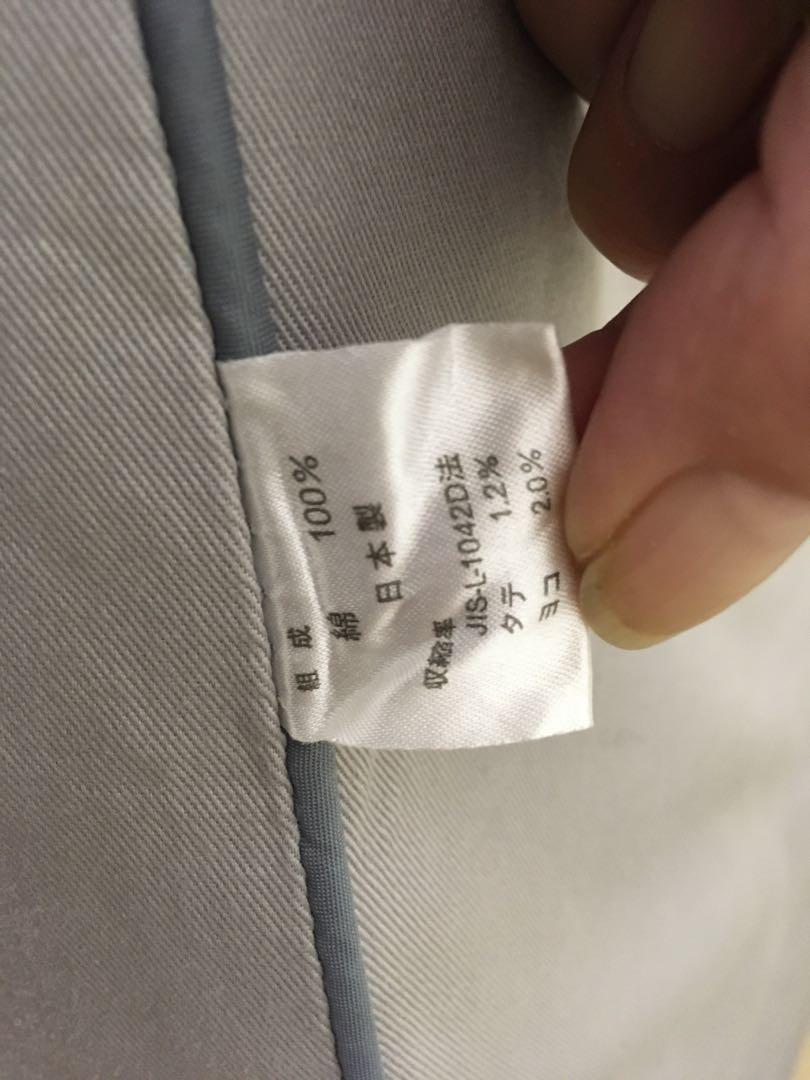 組成
綿 100%
日本製
収縮率
JIS-L-1042D法
タテ 1.2%
ヨコ 2.0%